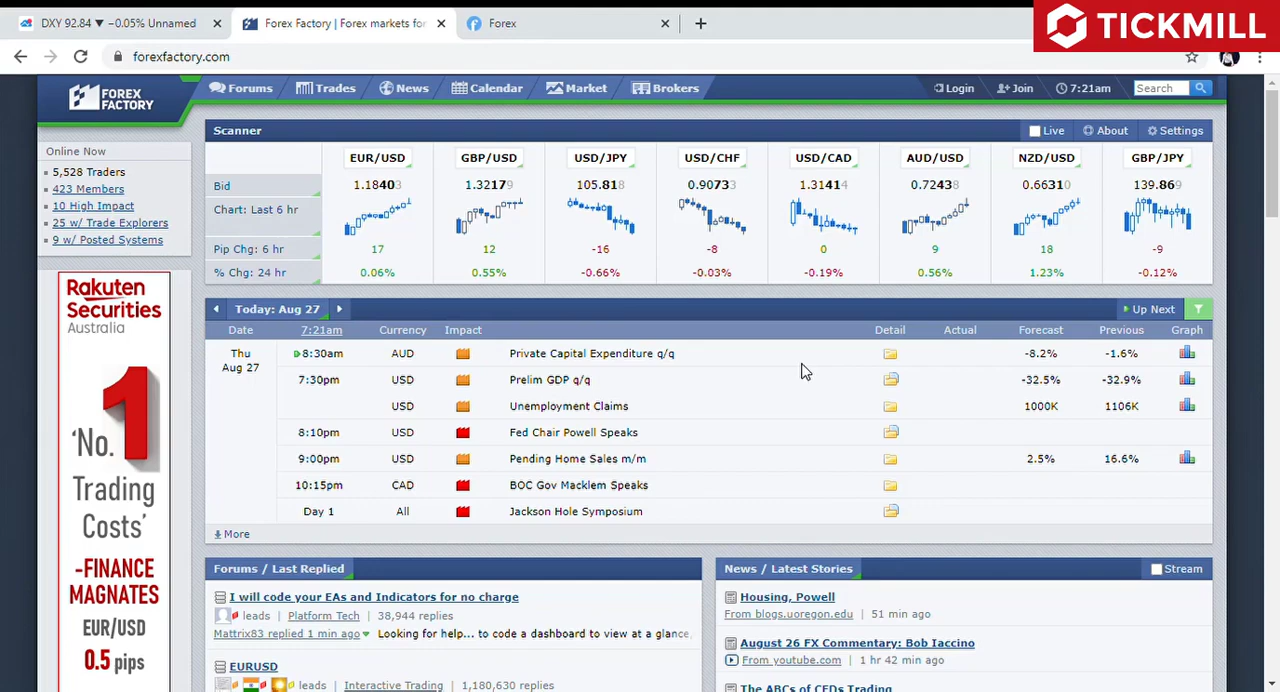 DXY 92.84 ▼ −0.05% Unnamed
Forex Factory | Forex markets for
Forex
TICKMILL
forexfactory.com
FOREX FACTORY
Forums
Trades
News
Calendar
Market
Brokers
Login
Join
7:21am
Search
Online Now
5,528 Traders
423 Members
10 High Impact
25 w/ Trade Explorers
9 w/ Posted Systems
Rakuten
Securities
Australia
'No. 1
Trading
Costs'
-FINANCE
MAGNATES
EUR/USD
0.5 pips
Scanner
Live
About
Settings
EUR/USD GBP/USD USD/JPY USD/CHF USD/CAD AUD/USD NZD/USD GBP/JPY
Bid 1.18403 1.32179 105.818 0.90733 1.31414 0.72438 0.66310 139.869
Chart: Last 6 hr
Pip Chg: 6 hr 17 12 -16 -8 0 9 18 -9
% Chg: 24 hr 0.06% 0.55% -0.66% -0.03% -0.19% 0.56% 1.23% -0.12%
Today: Aug 27
Up Next
Date 7:21am Currency Impact Detail Actual Forecast Previous Graph
Thu 8:30am AUD Private Capital Expenditure q/q -8.2% -1.6%
Aug 27
7:30pm USD Prelim GDP q/q -32.5% -32.9%
USD Unemployment Claims 1000K 1106K
8:10pm USD Fed Chair Powell Speaks
9:00pm USD Pending Home Sales m/m 2.5% 16.6%
10:15pm CAD BOC Gov Macklem Speaks
Day 1 All Jackson Hole Symposium
More
Forums / Last Replied
I will code your EAs and Indicators for no charge
leads | Platform Tech | 38,944 replies
Mattrix83 replied 1 min ago Looking for help... to code a dashboard to view at a glance,
EURUSD
leads | Interactive Trading | 1,180,630 replies
News / Latest Stories
Stream
Housing, Powell
From blogs.uoregon.edu | 51 min ago
August 26 FX Commentary: Bob Iaccino
From youtube.com | 1 hr 42 min ago
The ABCs of CFDs Trading